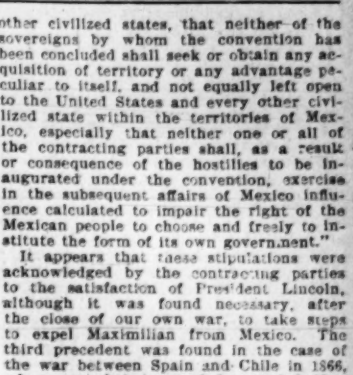 other civilized states, that neither of the
sovereigns by whom the convention has
been concluded shall seek or obtain any ac-
quisition of territory or any advantage pe-
culiar to itself, and not equally left open
to the United States and every other civi-
lized state within the territories of Mex-
ico, especially that neither one or all of
the contracting parties shall, as a result
or consequence of the hostilies to be in-
augurated under the convention, exercise
in the subsequent affairs of Mexico influ-
ence calculated to impair the right of the
Mexican people to choose and freely to in-
stitute the form of its own government."
It appears that these stipulations were
acknowledged by the contracting parties
to the satisfaction of President Lincoln,
although it was found necessary, after
the close of our own war, to take steps
to expel Maximilian from Mexico. The
third precedent was found in the case of
the war between Spain and Chile in 1866,